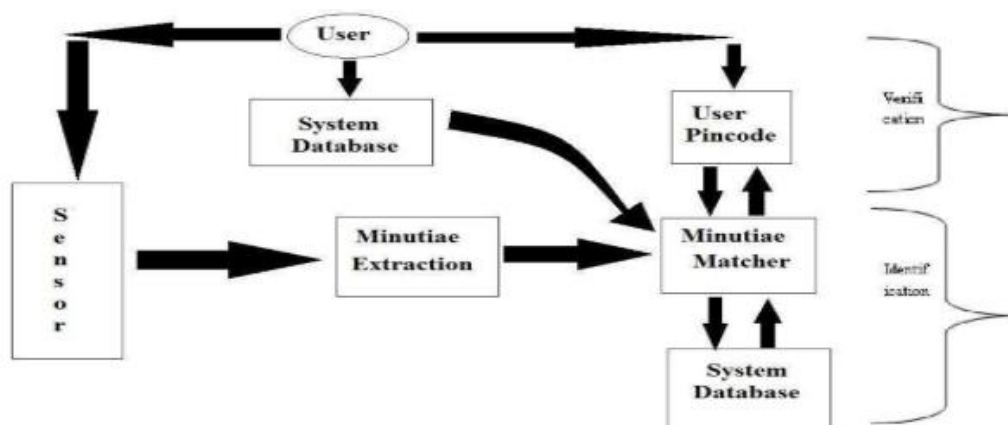 User
System
Database
User
Pincode
Verifi
cation
S
e
n
s
o
r
Minutiae
Extraction
Minutiae
Matcher
Identif
ication
System
Database